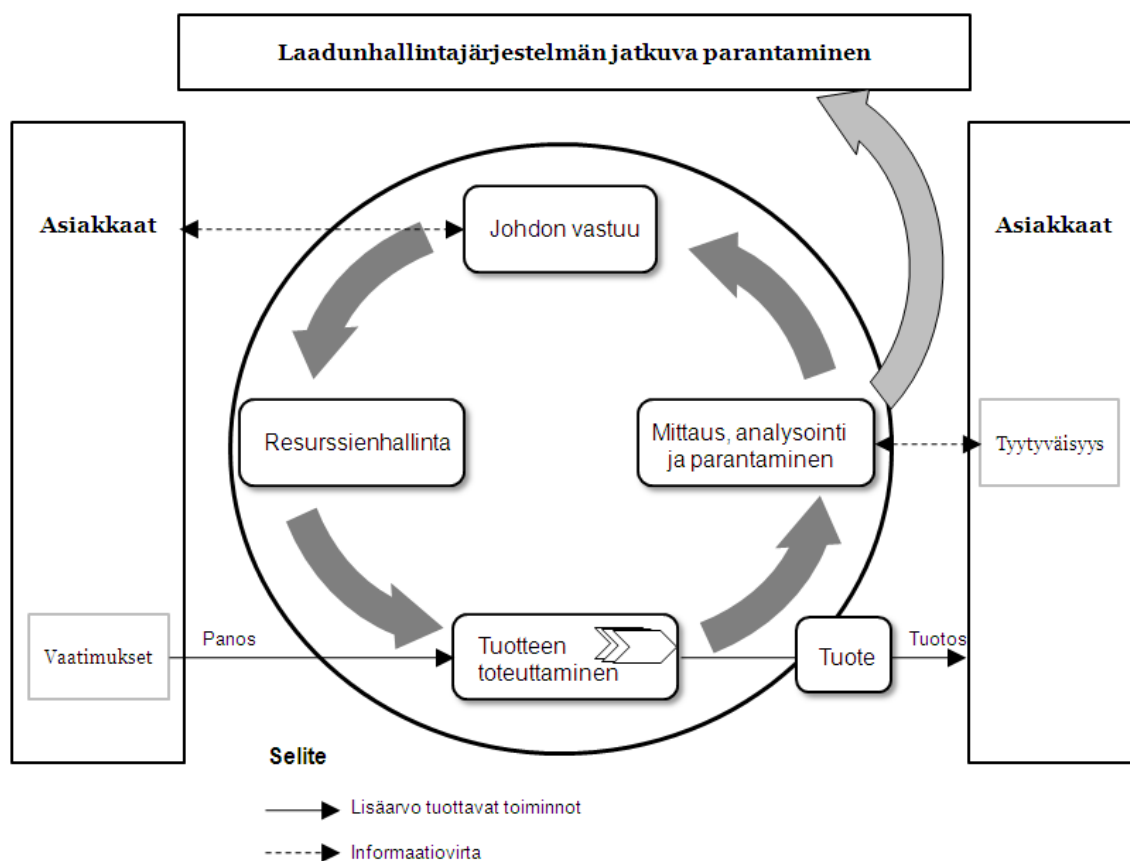 Laadunhallintajärjestelmän jatkuva parantaminen
Asiakkaat
Johdon vastuu
Asiakkaat
Resurssienhallinta
Mittaus, analysointi
ja parantaminen
Tyytyväisyys
Vaatimukset
Panos
Tuotteen
toteuttaminen
Tuote
Tuotos
Selite
Lisäarvo tuottavat toiminnot
Informaatiovirta